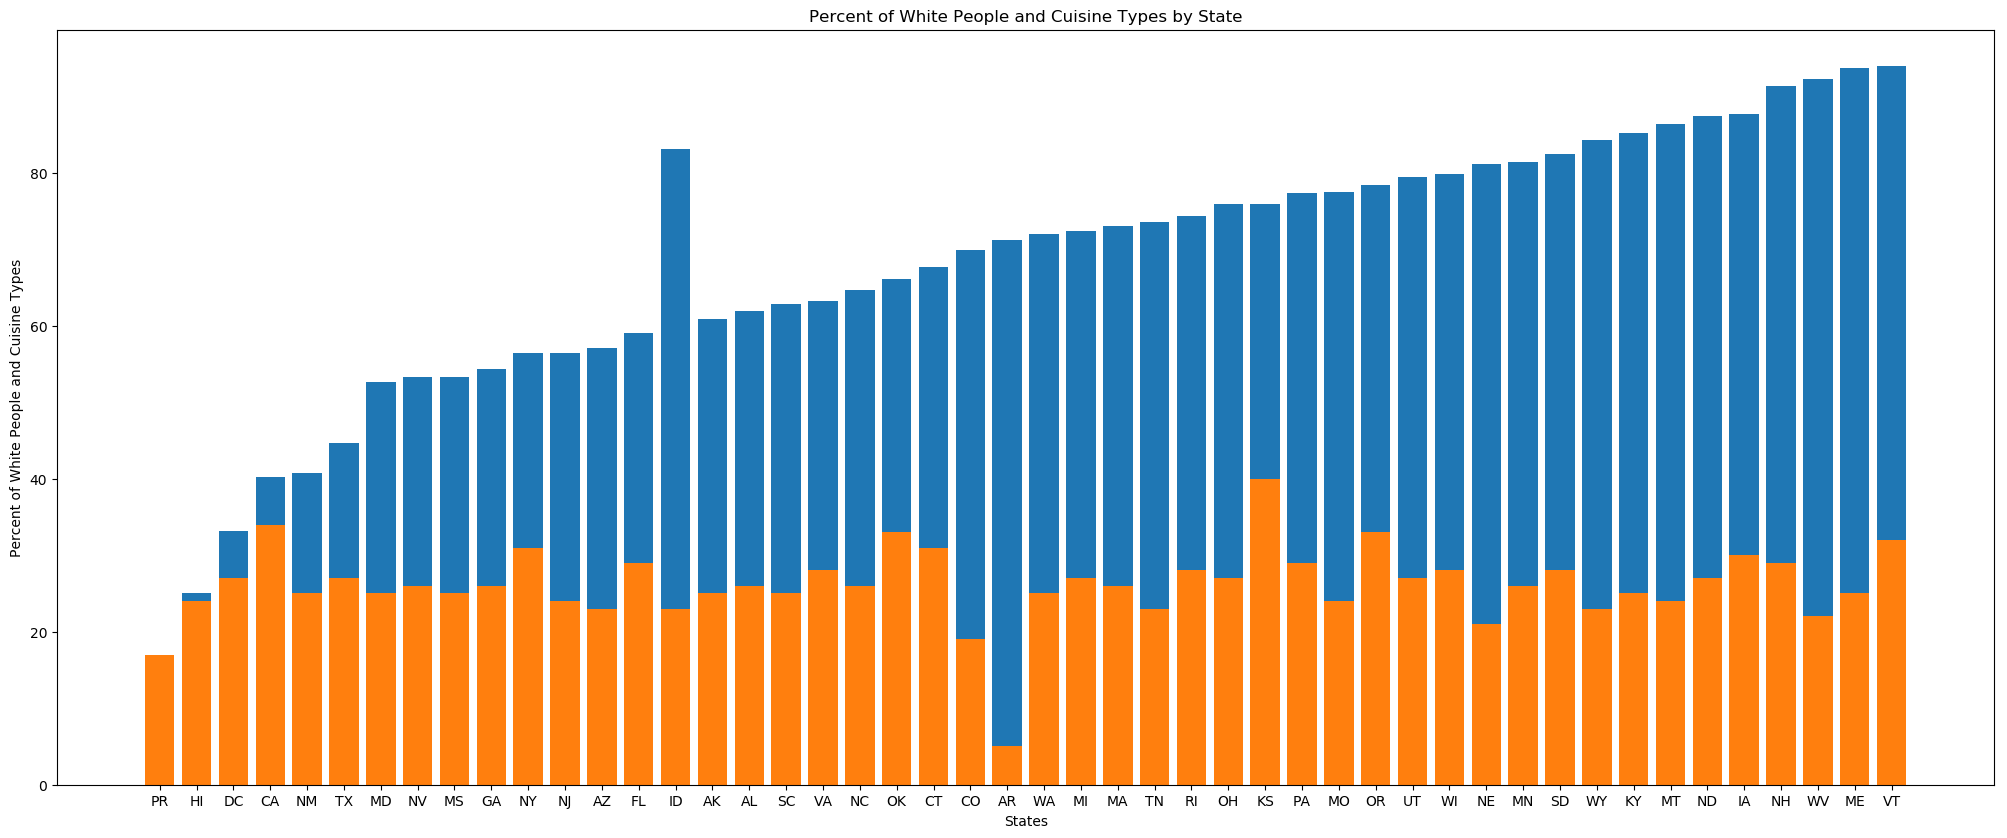 Percent of White People and Cuisine Types by State
Percent of White People and Cuisine Types
80
60
40
20
0
PR HI DC CA NM TX MD NV MS GA NY NJ AZ FL ID AK AL SC VA NC OK CT CO AR WA MI MA TN RI OH KS PA MO OR UT WI NE MN SD WY KY MT ND IA NH WV ME VT
States